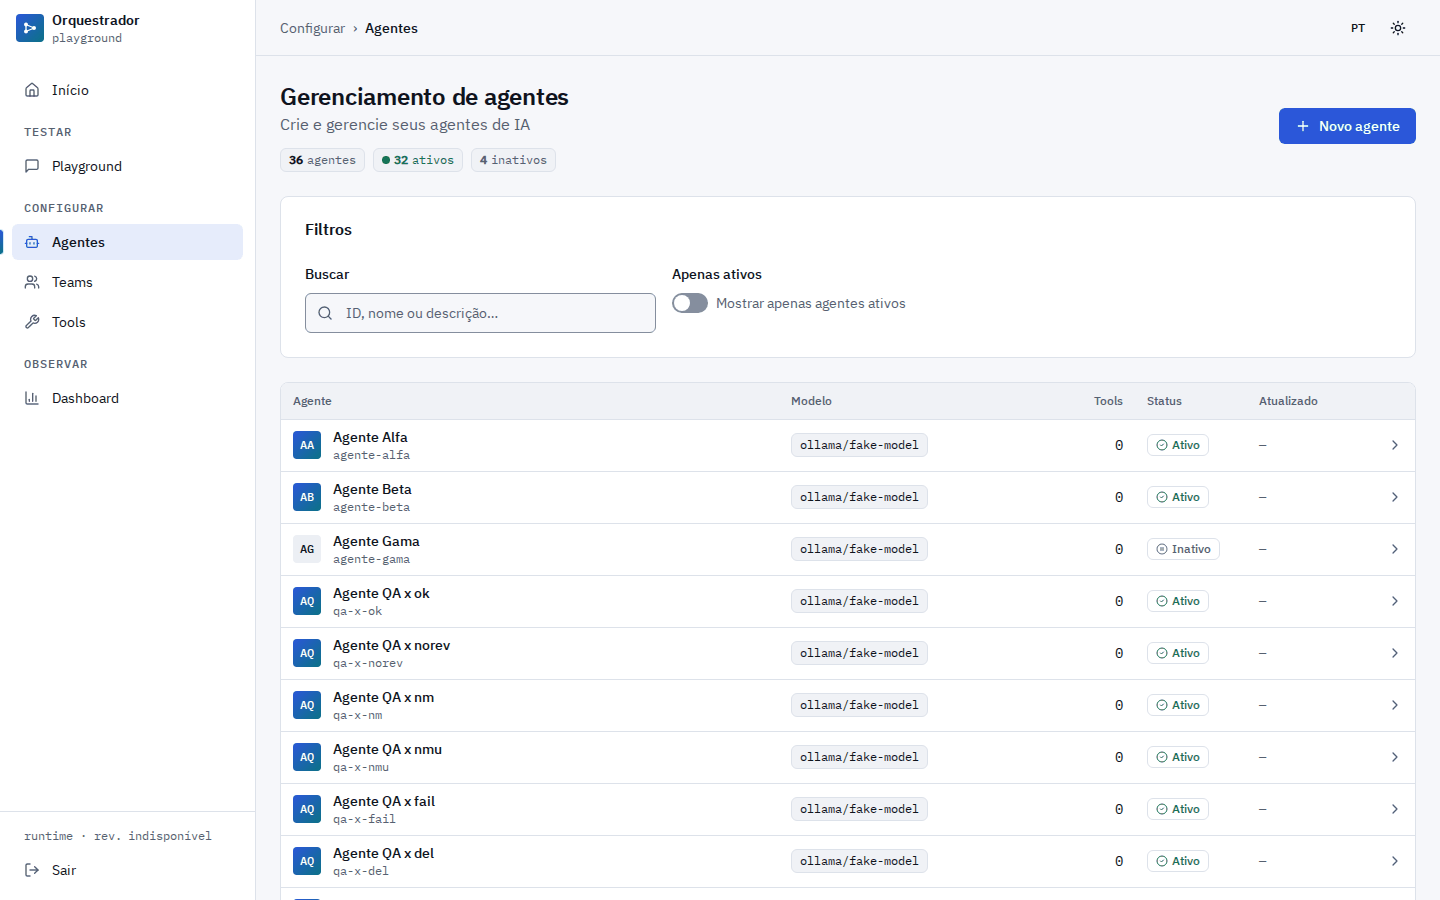 Orquestrador
playground
Início
TESTAR
Playground
CONFIGURAR
Agentes
Teams
Tools
OBSERVAR
Dashboard
runtime · rev. indisponível
Sair
Configurar › Agentes
PT
Gerenciamento de agentes
Crie e gerencie seus agentes de IA
36 agentes
32 ativos
4 inativos
Novo agente
Filtros
Buscar
ID, nome ou descrição...
Apenas ativos
Mostrar apenas agentes ativos
Agente Modelo Tools Status Atualizado
AA Agente Alfa ollama/fake-model 0 Ativo —
agente-alfa
AB Agente Beta ollama/fake-model 0 Ativo —
agente-beta
AG Agente Gama ollama/fake-model 0 Inativo —
agente-gama
AQ Agente QA x ok ollama/fake-model 0 Ativo —
qa-x-ok
AQ Agente QA x norev ollama/fake-model 0 Ativo —
qa-x-norev
AQ Agente QA x nm ollama/fake-model 0 Ativo —
qa-x-nm
AQ Agente QA x nmu ollama/fake-model 0 Ativo —
qa-x-nmu
AQ Agente QA x fail ollama/fake-model 0 Ativo —
qa-x-fail
AQ Agente QA x del ollama/fake-model 0 Ativo —
qa-x-del